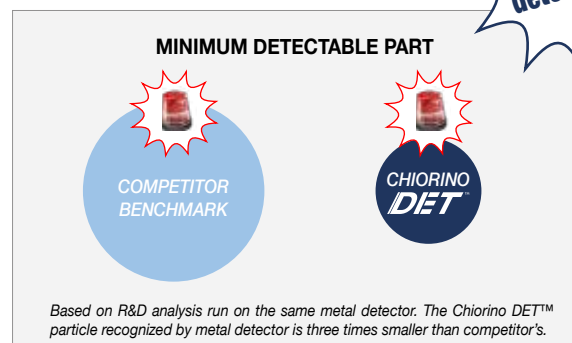 MINIMUM DETECTABLE PART
COMPETITOR
BENCHMARK
CHIORINO
DET™
Based on R&D analysis run on the same metal detector. The Chiorino DET™
particle recognized by metal detector is three times smaller than competitor's.